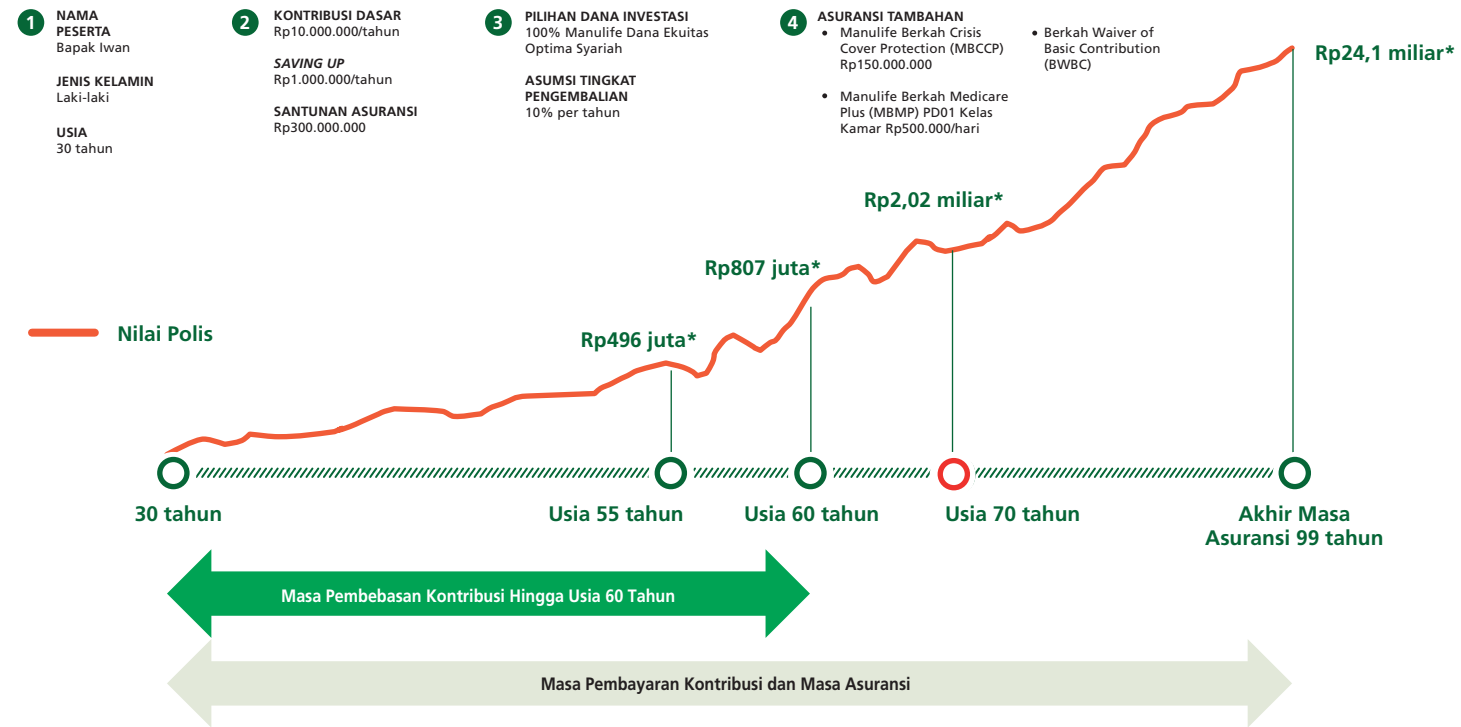 1
NAMA
PESERTA
Bapak Iwan
JENIS KELAMIN
Laki-laki
USIA
30 tahun
2
KONTRIBUSI DASAR
Rp10.000.000/tahun
SAVING UP
Rp1.000.000/tahun
SANTUNAN ASURANSI
Rp300.000.000
3
PILIHAN DANA INVESTASI
100% Manulife Dana Ekuitas
Optima Syariah
ASUMSI TINGKAT
PENGEMBALIAN
10% per tahun
4
ASURANSI TAMBAHAN
• Manulife Berkah Crisis
Cover Protection (MBCCP)
Rp150.000.000
• Manulife Berkah Medicare
Plus (MBMP) PD01 Kelas
Kamar Rp500.000/hari
• Berkah Waiver of
Basic Contribution
(BWBC)
Rp24,1 miliar*
Rp2,02 miliar*
Rp807 juta*
Rp496 juta*
Nilai Polis
30 tahun
Usia 55 tahun
Usia 60 tahun
Usia 70 tahun
Akhir Masa
Asuransi 99 tahun
Masa Pembebasan Kontribusi Hingga Usia 60 Tahun
Masa Pembayaran Kontribusi dan Masa Asuransi